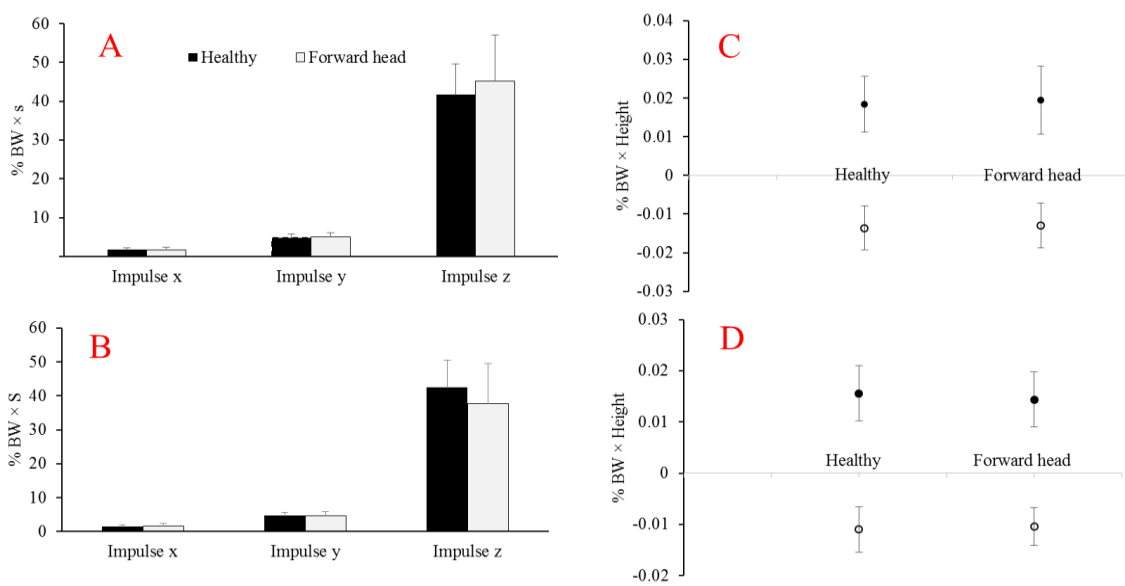 A
60
50
40
30
20
10
% BW × s
Healthy
Forward head
Impulse x
Impulse y
Impulse z
B
60
50
40
30
20
10
0
% BW × S
Impulse x
Impulse y
Impulse z
C
0.04
0.03
0.02
0.01
0
-0.01
-0.02
-0.03
% BW × Height
Healthy
Forward head
D
0.03
0.02
0.01
0
-0.01
-0.02
% BW × Height
Healthy
Forward head